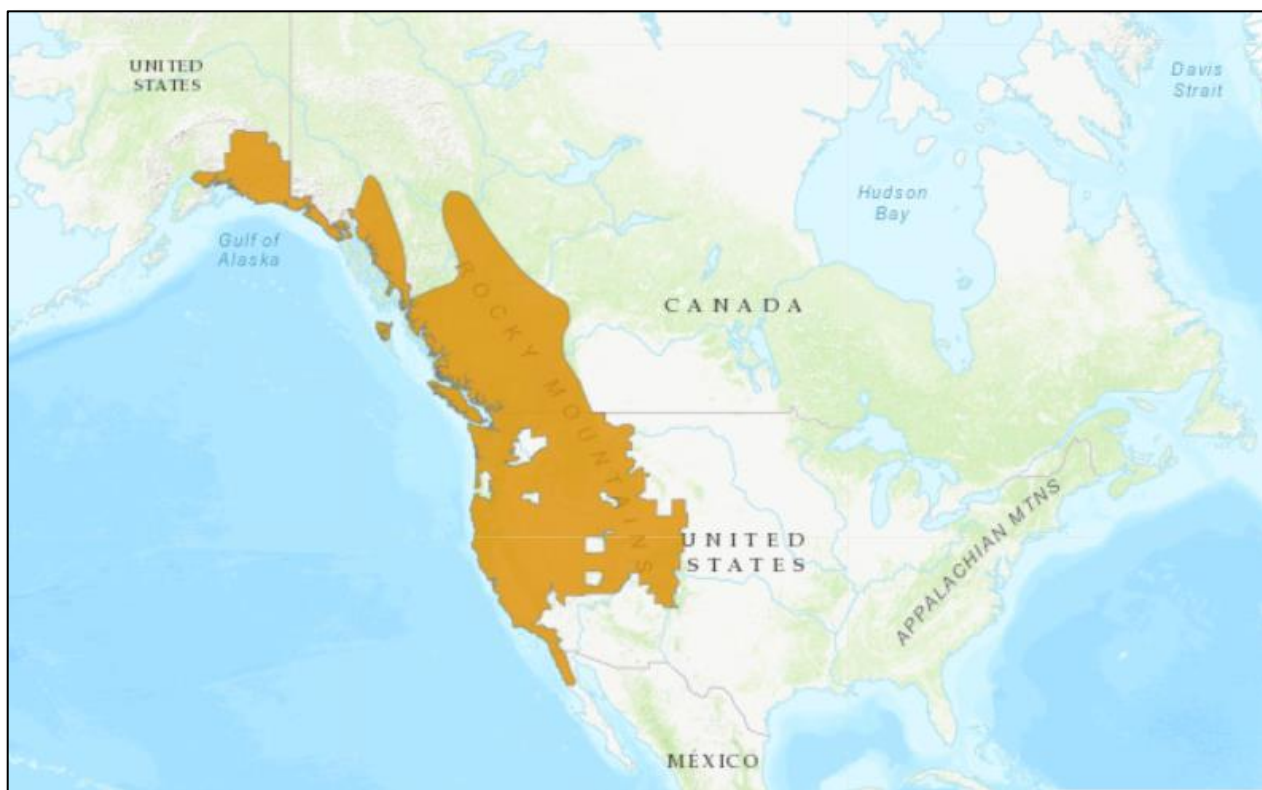 UNITED
STATES
Davis
Strait
Hudson
Bay
Gulf of
Alaska
CANADA
ROCKY MOUNTAINS
UNITED
STATES
APPALACHIAN MTNS
MÉXICO